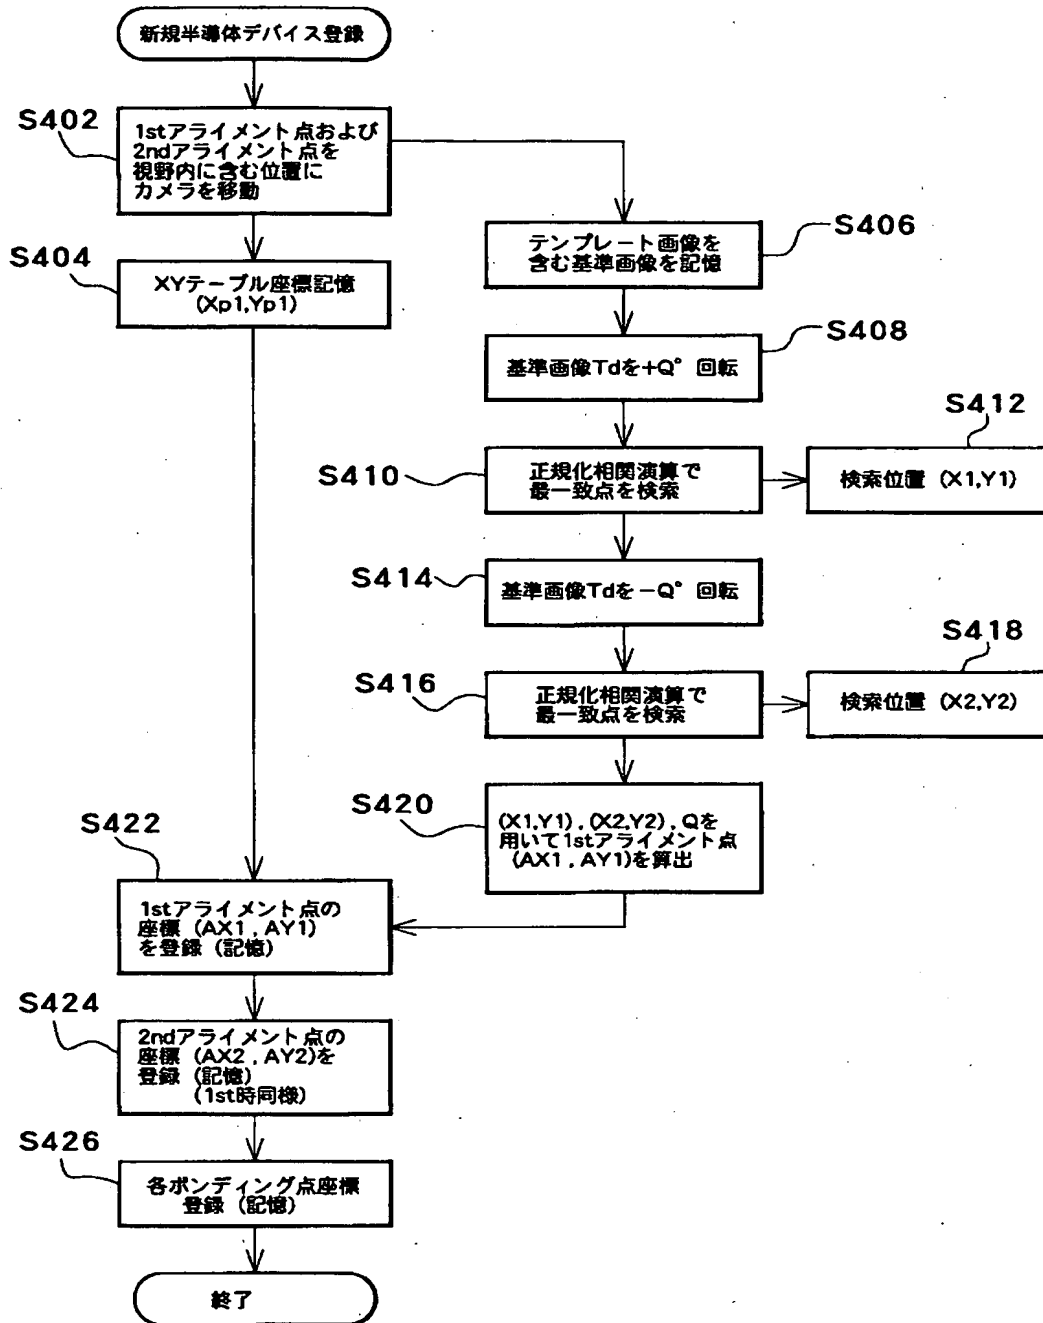 新規半導体デバイス登録
S402
1stアライメント点および
2ndアライメント点を
視野内に含む位置に
カメラを移動
S404
XYテーブル座標記憶
(Xp1,Yp1)
S406
テンプレート画像を
含む基準画像を記憶
S408
基準画像Tdを+Q° 回転
S410
正規化相関演算で
最一致点を検索
S412
検索位置 (X1,Y1)
S414
基準画像Tdを－Q° 回転
S416
正規化相関演算で
最一致点を検索
S418
検索位置 (X2,Y2)
S420
(X1,Y1) , (X2,Y2) , Qを
用いて1stアライメント点
(AX1 , AY1)を算出
S422
1stアライメント点の
座標 (AX1 , AY1)
を登録 (記憶)
S424
2ndアライメント点の
座標 (AX2 , AY2)を
登録 (記憶)
(1st時同様)
S426
各ボンディング点座標
登録 (記憶)
終了